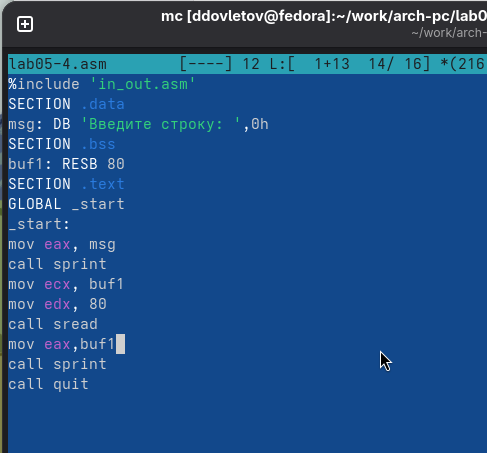 mc [ddovletov@fedora]:~/work/arch-pc/lab0
~/work/arch-
lab05-4.asm [----] 12 L:[ 1+13 14/ 16] *(216
%include 'in_out.asm'
SECTION .data
msg: DB 'Введите строку: ',0h
SECTION .bss
buf1: RESB 80
SECTION .text
GLOBAL _start
_start:
mov eax, msg
call sprint
mov ecx, buf1
mov edx, 80
call sread
mov eax,buf1
call sprint
call quit